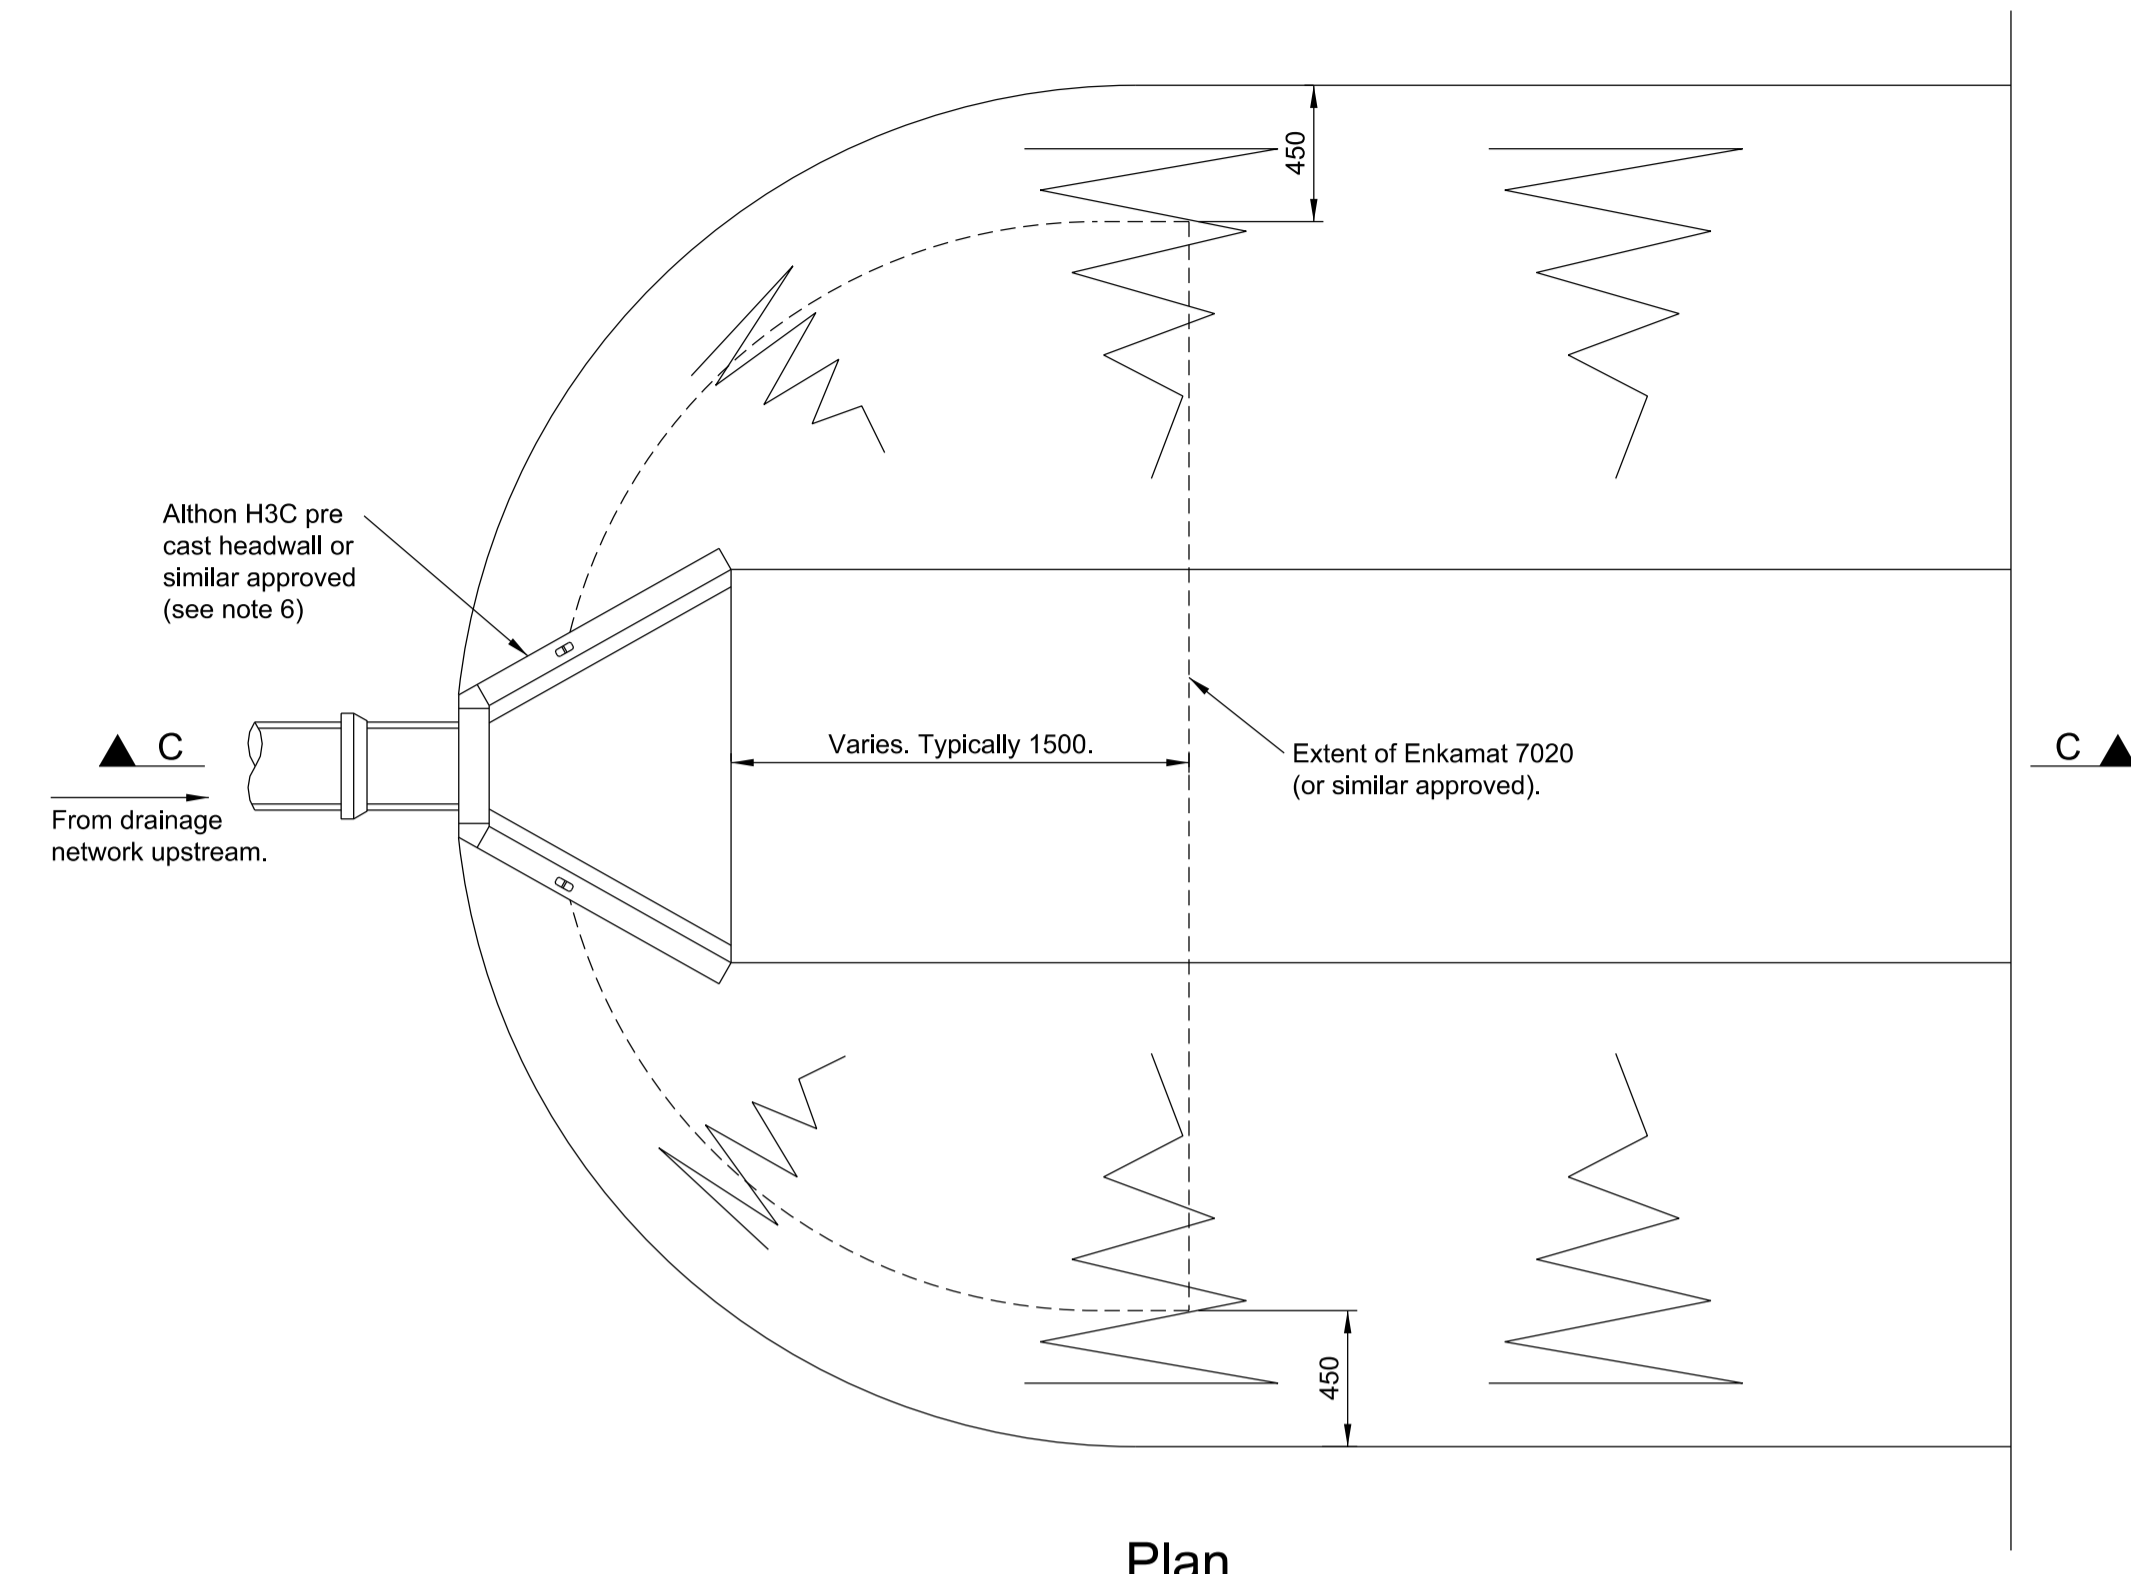 450
Althon H3C pre
cast headwall or
similar approved
(see note 6)
C
Varies. Typically 1500.
Extent of Enkamat 7020
(or similar approved).
C
From drainage
network upstream.
450
Plan